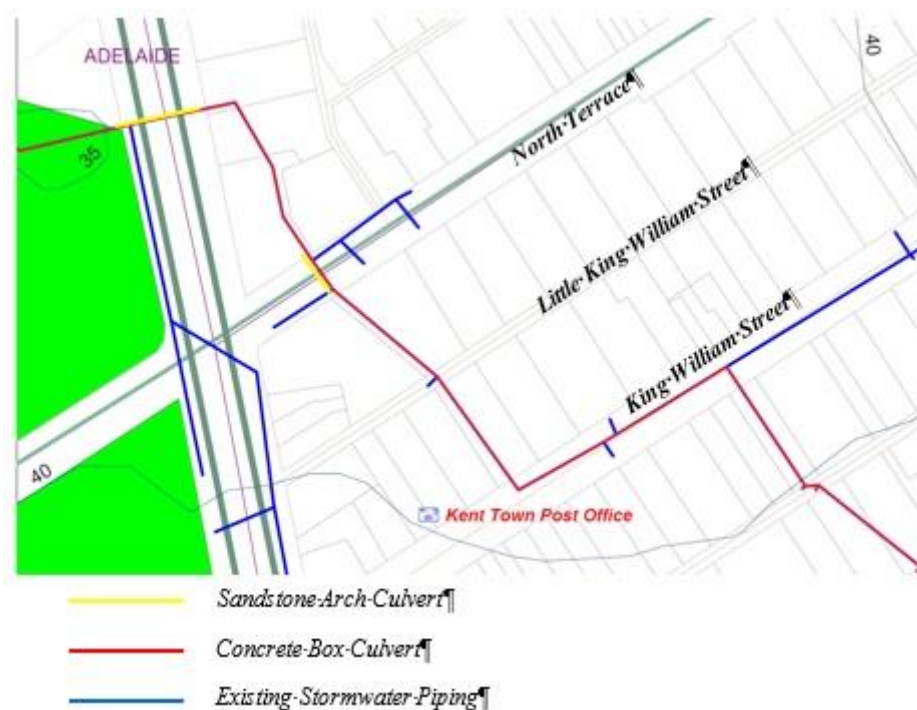 ADELAIDE
40
35
North·Terrace¶
Little·King·William·Street¶
King·William·Street¶
40
Kent Town Post Office
Sandstone·Arch·Culvert¶
Concrete·Box·Culvert¶
Existing·Stormwater·Piping¶